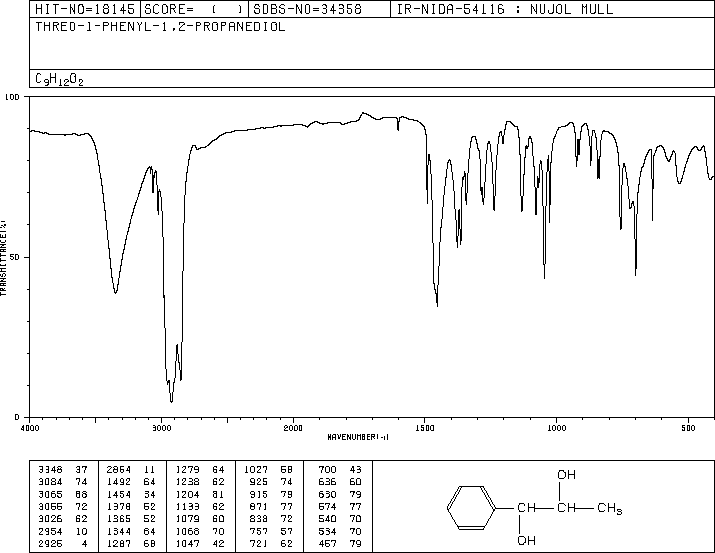 HIT-NO=18145 SCORE= ( ) SDBS-NO=34358 IR-NIDA-54116 : NUJOL MULL
THREO-1-PHENYL-1,2-PROPANEDIOL
C9H12O2
100
50
0
TRANSMITTANCE(%)
4000 3000 2000 1500 1000 500
WAVENUMBER(-1)
3348 37 2854 11 1279 64 1027 58 700 43
3084 74 1492 64 1238 62 925 74 636 60
3065 68 1454 34 1204 81 915 79 630 79
3055 72 1378 52 1133 62 871 77 574 77
3026 62 1365 52 1079 60 838 72 540 70
2954 10 1344 64 1066 70 757 57 534 70
2925 4 1287 68 1047 42 721 62 457 79
OH
CH-CH-CH3
OH